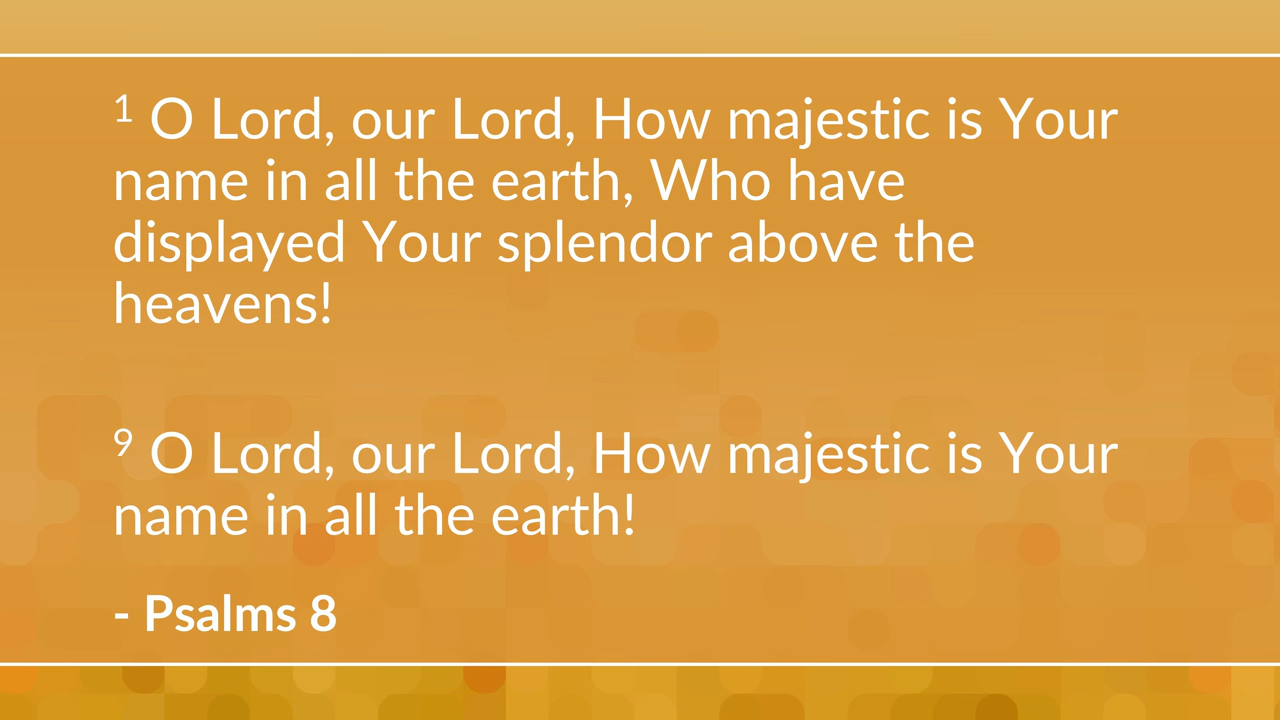 1 O Lord, our Lord, How majestic is Your
name in all the earth, Who have
displayed Your splendor above the
heavens!
9 O Lord, our Lord, How majestic is Your
name in all the earth!
- Psalms 8